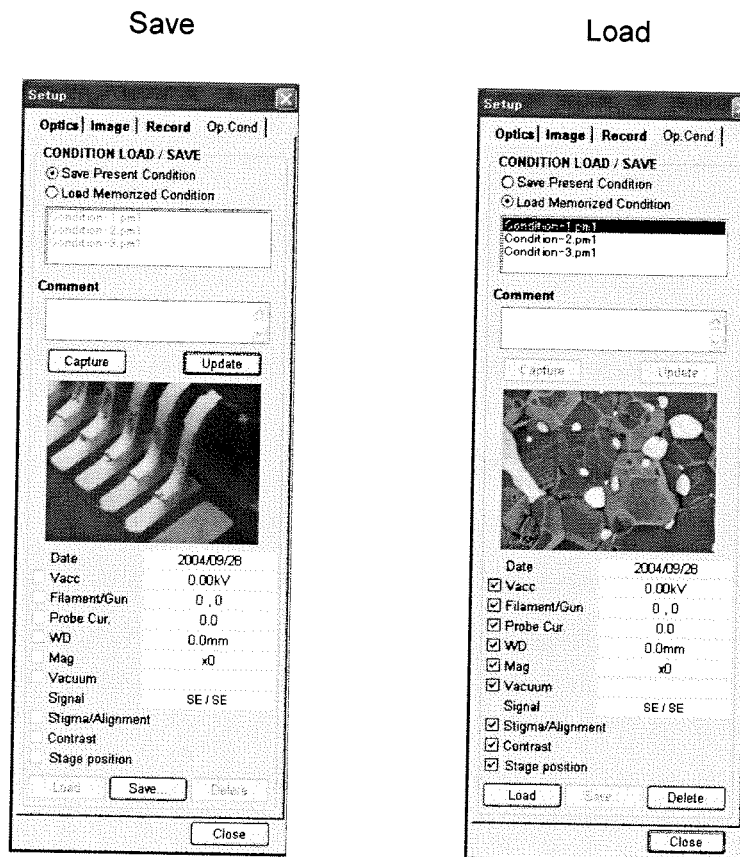 Save
Setup
Optics Image Record Op.Cond
CONDITION LOAD / SAVE
Save Present Condition
Load Memorized Condition
Condition-1.pm1
Condition-2.pm1
Condition-3.pm1
Comment
Capture Update
Date 2004/09/28
Vacc 0.00kV
Filament/Gun 0 , 0
Probe Cur. 0.0
WD 0.0mm
Mag x0
Vacuum
Signal SE / SE
Stigma/Alignment
Contrast
Stage position
Load Save... Delete
Close
Load
Setup
Optics Image Record Op.Cond
CONDITION LOAD / SAVE
Save Present Condition
Load Memorized Condition
Condition-1.pm1
Condition-2.pm1
Condition-3.pm1
Comment
Capture Update
Date 2004/09/28
Vacc 0.00kV
Filament/Gun 0 , 0
Probe Cur. 0.0
WD 0.0mm
Mag x0
Vacuum
Signal SE / SE
Stigma/Alignment
Contrast
Stage position
Load Save... Delete
Close